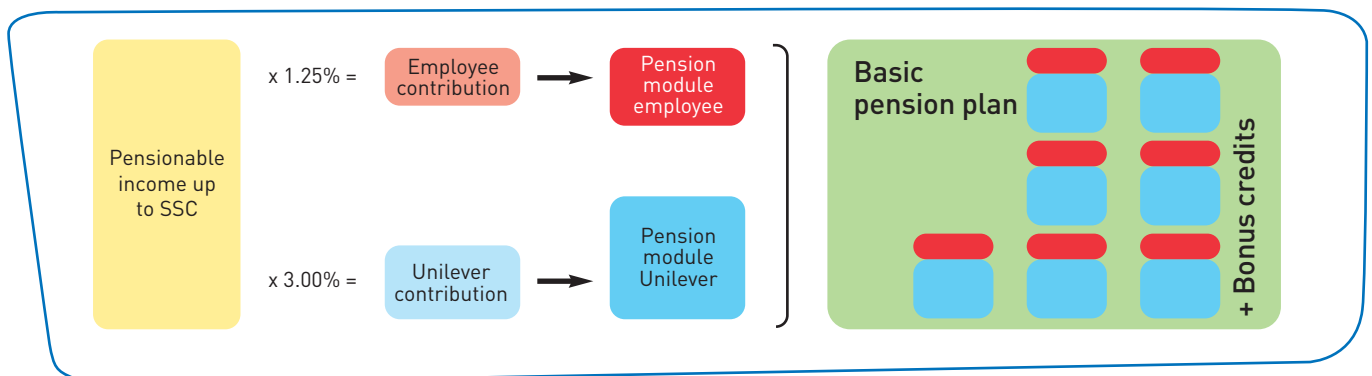 Pensionable
income up
to SSC
x 1.25% =
Employee
contribution
Pension
module
employee
x 3.00% =
Unilever
contribution
Pension
module
Unilever
Basic
pension plan
+ Bonus credits